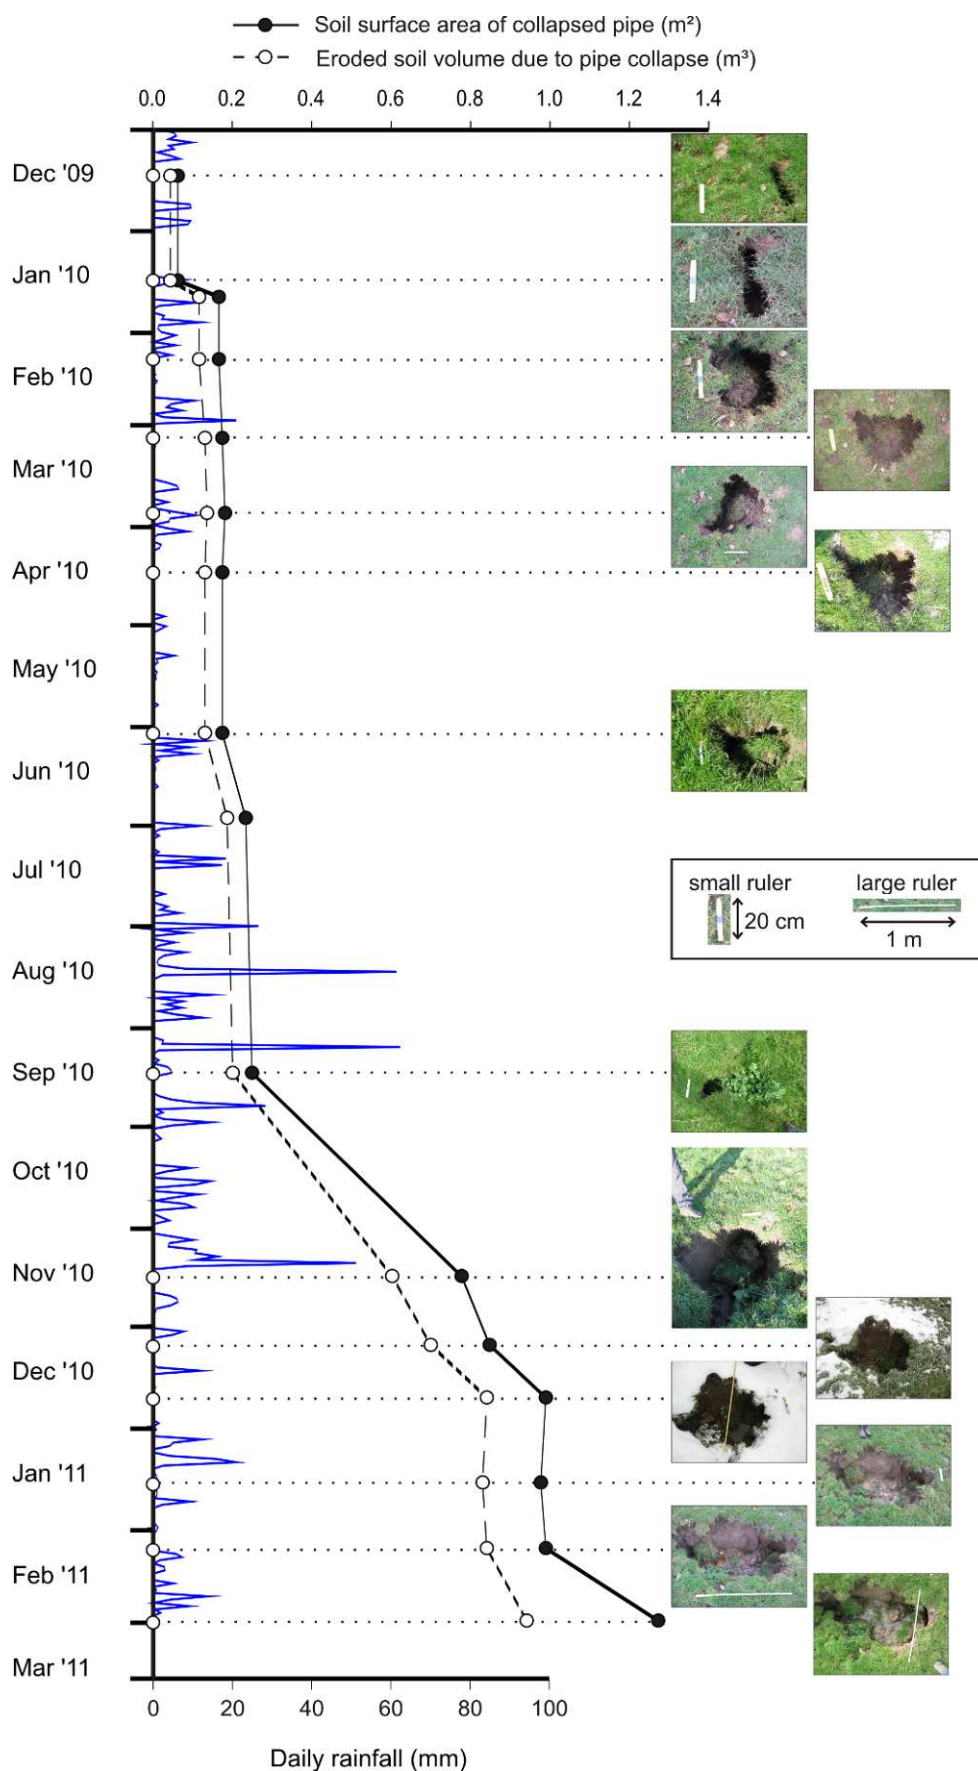 Soil surface area of collapsed pipe (m²)
Eroded soil volume due to pipe collapse (m³)
0.0 0.2 0.4 0.6 0.8 1.0 1.2 1.4
Dec '09
Jan '10
Feb '10
Mar '10
Apr '10
May '10
Jun '10
Jul '10
small ruler large ruler
20 cm
1 m
Aug '10
Sep '10
Oct '10
Nov '10
Dec '10
Jan '11
Feb '11
Mar '11
0 20 40 60 80 100
Daily rainfall (mm)